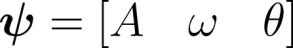 𝝍 = [A ω θ]